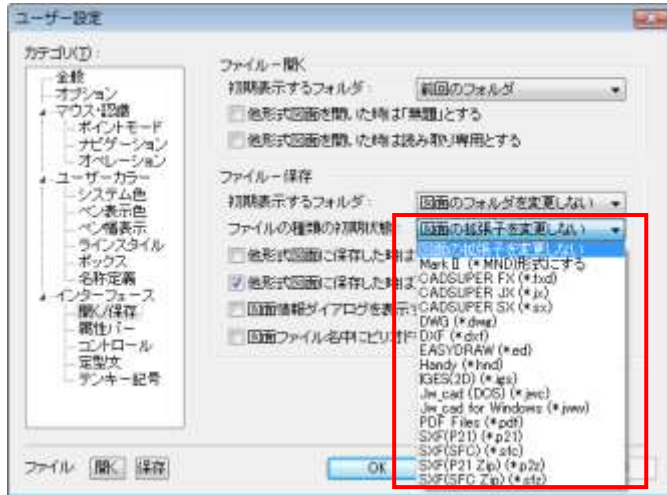 ユーザー設定
カテゴリ(T):
全般
オプション
マウス・認識
ポイントモード
ナビゲーション
オペレーション
ユーザーカラー
システム色
ペン表示色
ペン幅表示
ラインスタイル
ボックス
名称定義
インターフェース
開く/保存
属性バー
コントロール
定型文
テンキー記号
ファイル－開く
初期表示するフォルダ: 前回のフォルダ
他形式図面を開いた時は「無題」とする
他形式図面を開いた時は読み取り専用とする
ファイル－保存
初期表示するフォルダ: 図面のフォルダを変更しない
ファイルの種類の初期状態: 図面の拡張子を変更しない
他形式図面に保存した時は
他形式図面に保存した時は
図面情報ダイアログを表示
図面ファイル名中にピリオド
図面の拡張子を変更しない
MarkⅡ (*.MND)形式にする
CADSUPER FX (*.fxd)
CADSUPER JX (*.jx)
CADSUPER SX (*.sx)
DWG (*.dwg)
DXF (*.dxf)
EASYDRAW (*.ed)
Handy (*.hnd)
IGES(2D) (*.igs)
Jw_cad (DOS) (*.jwc)
Jw_cad for Windows (*.jww)
PDF Files (*.pdf)
SXF(P21) (*.p21)
SXF(SFC) (*.sfc)
SXF(P21 Zip) (*.p2z)
SXF(SFC Zip) (*.sfz)
ファイル 開く 保存
OK